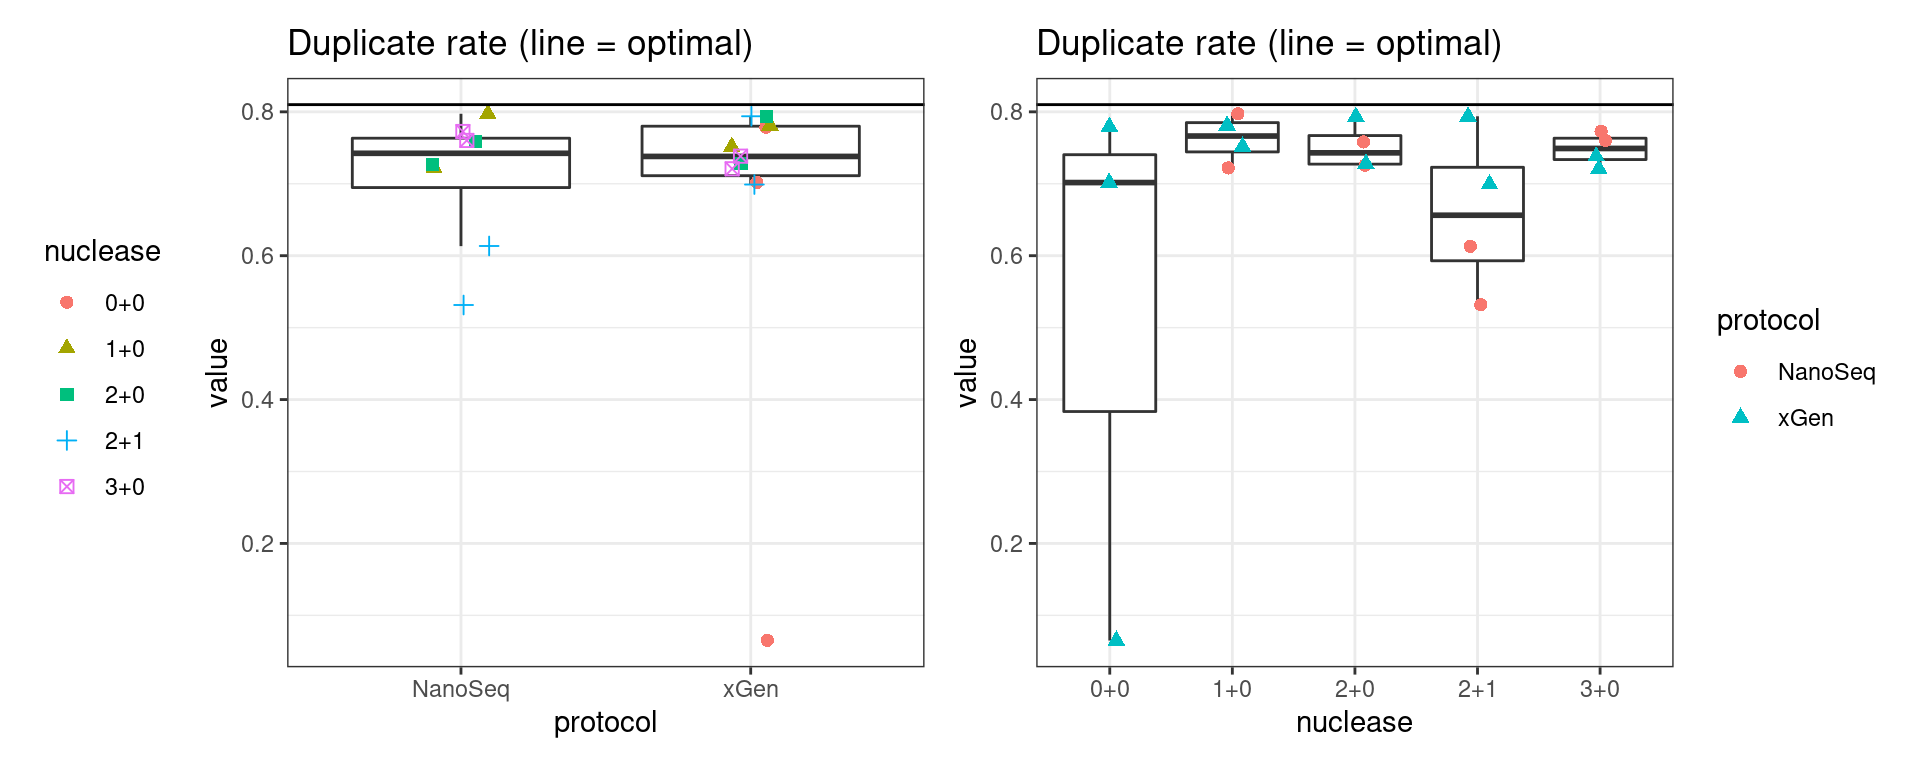 Duplicate rate (line = optimal)
nuclease
0+0
1+0
2+0
2+1
3+0
value
0.8
0.6
0.4
0.2
NanoSeq
xGen
protocol
Duplicate rate (line = optimal)
value
0.8
0.6
0.4
0.2
0+0
1+0
2+0
2+1
3+0
nuclease
protocol
NanoSeq
xGen